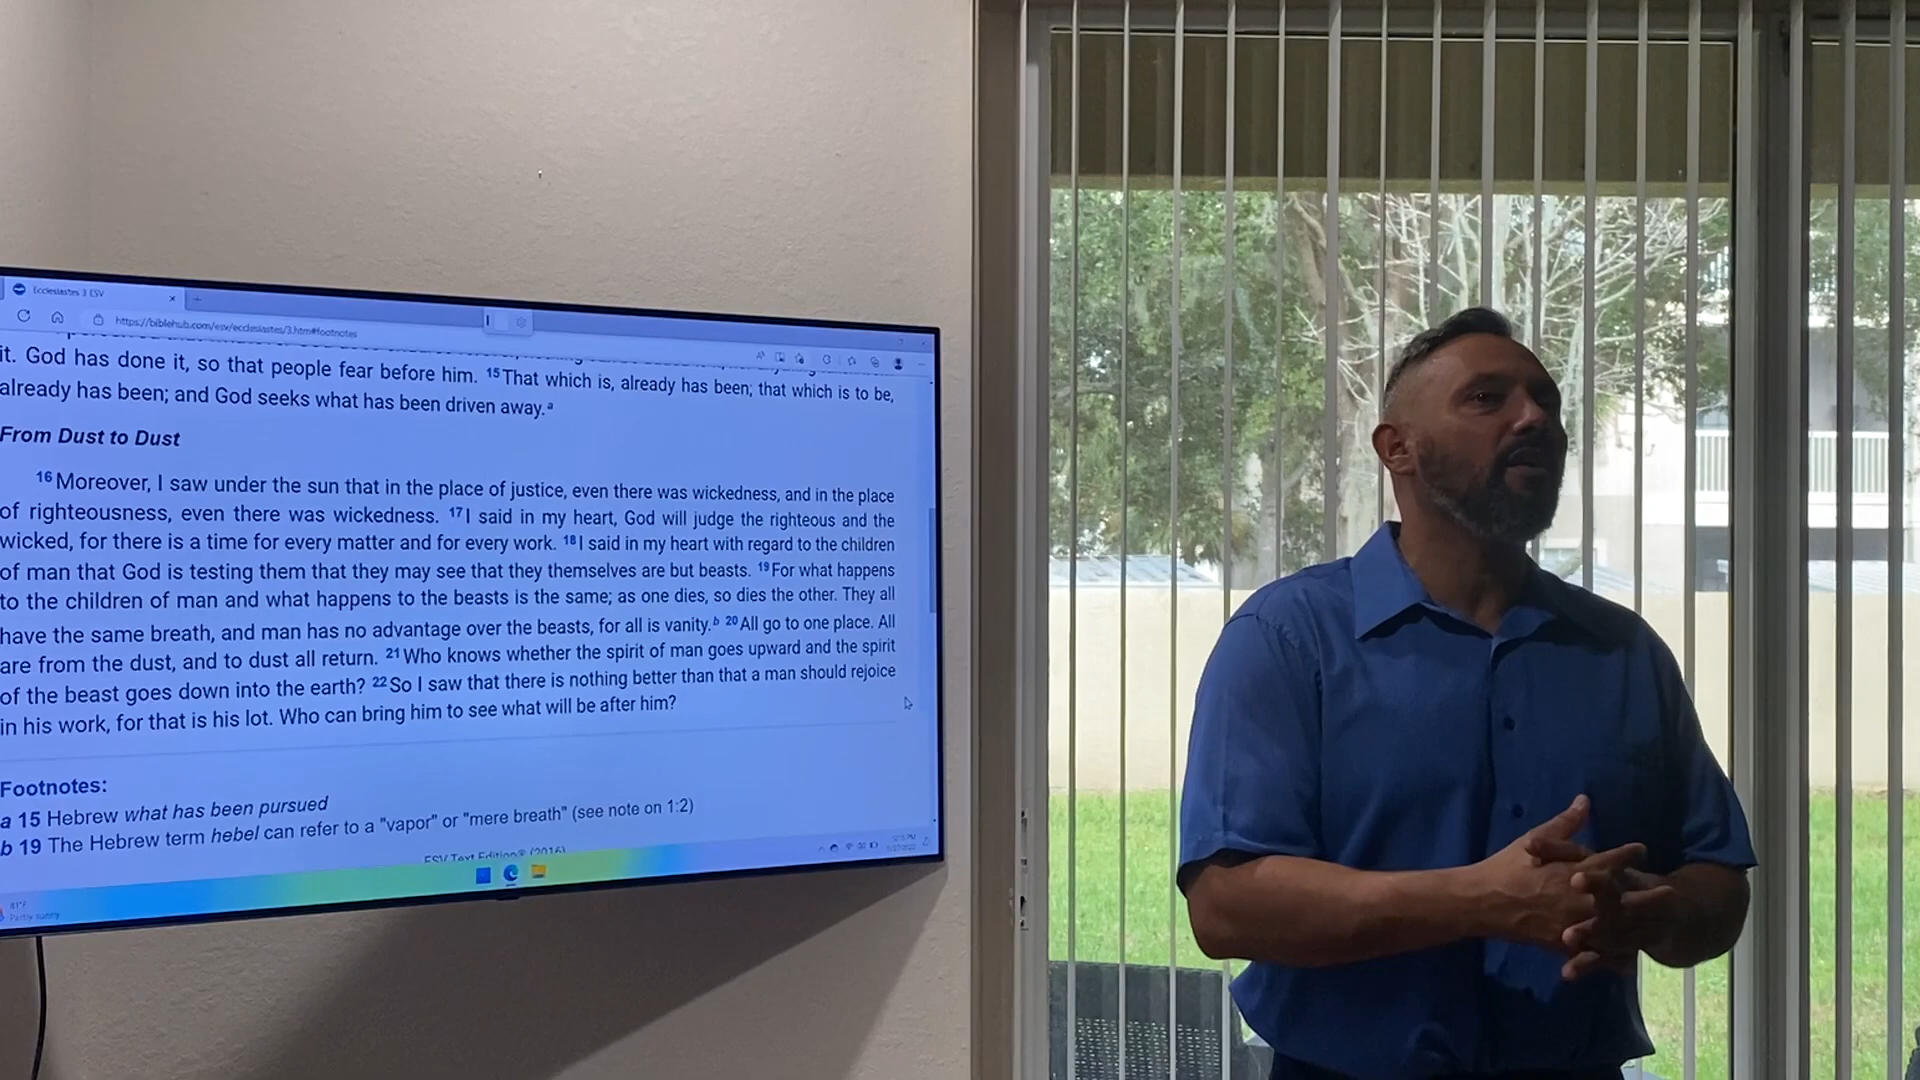 Ecclesiastes 3 ESV
https://biblehub.com/esv/ecclesiastes/3.htm#footnotes
it. God has done it, so that people fear before him. 15 That which is, already has been; that which is to be,
already has been; and God seeks what has been driven away.a
From Dust to Dust
16 Moreover, I saw under the sun that in the place of justice, even there was wickedness, and in the place
of righteousness, even there was wickedness. 17 I said in my heart, God will judge the righteous and the
wicked, for there is a time for every matter and for every work. 18 I said in my heart with regard to the children
of man that God is testing them that they may see that they themselves are but beasts. 19 For what happens
to the children of man and what happens to the beasts is the same; as one dies, so dies the other. They all
have the same breath, and man has no advantage over the beasts, for all is vanity.b 20 All go to one place. All
are from the dust, and to dust all return. 21 Who knows whether the spirit of man goes upward and the spirit
of the beast goes down into the earth? 22 So I saw that there is nothing better than that a man should rejoice
in his work, for that is his lot. Who can bring him to see what will be after him?
Footnotes:
a 15 Hebrew what has been pursued
b 19 The Hebrew term hebel can refer to a "vapor" or "mere breath" (see note on 1:2)
ESV Text Edition® (2016)
81°F
Partly sunny